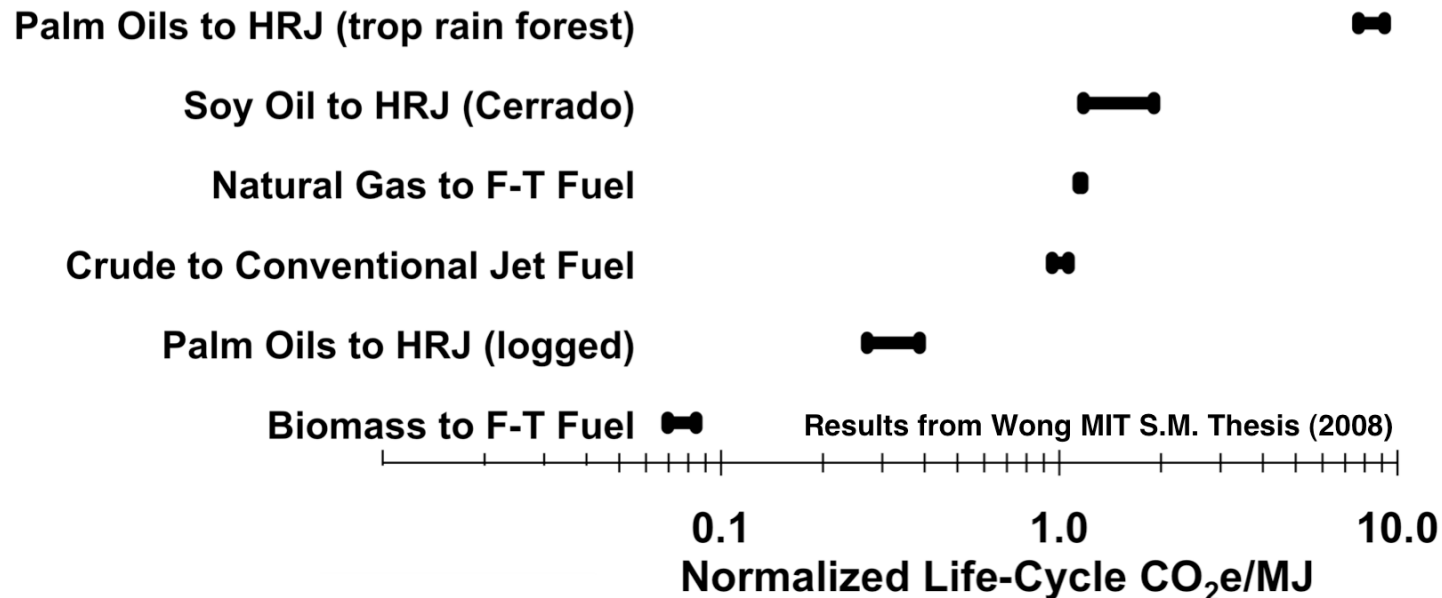 Palm Oils to HRJ (trop rain forest)
Soy Oil to HRJ (Cerrado)
Natural Gas to F-T Fuel
Crude to Conventional Jet Fuel
Palm Oils to HRJ (logged)
Biomass to F-T Fuel
Results from Wong MIT S.M. Thesis (2008)
0.1 1.0 10.0
Normalized Life-Cycle CO₂e/MJ